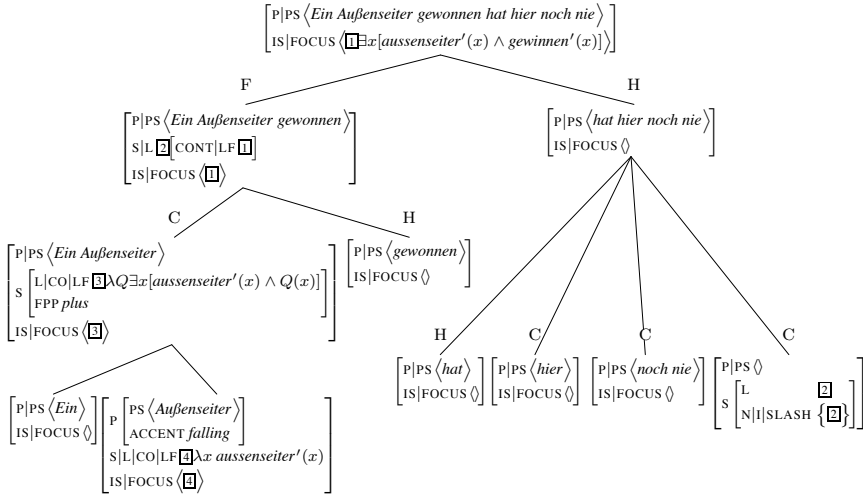 P|PS ⟨Ein Außenseiter gewonnen hat hier noch nie⟩
IS|FOCUS ⟨1∃x[aussenseiter′(x) ∧ gewinnen′(x)]⟩
F
H
P|PS ⟨Ein Außenseiter gewonnen⟩
S|L 2[CONT|LF 1]
IS|FOCUS ⟨1⟩
P|PS ⟨hat hier noch nie⟩
IS|FOCUS ⟨⟩
C
H
P|PS ⟨Ein Außenseiter⟩
S [L|CO|LF 3λQ∃x[aussenseiter′(x) ∧ Q(x)]
FPP plus]
IS|FOCUS ⟨3⟩
P|PS ⟨gewonnen⟩
IS|FOCUS ⟨⟩
H
C
C
C
P|PS ⟨Ein⟩
IS|FOCUS ⟨⟩
P [PS ⟨Außenseiter⟩
ACCENT falling]
S|L|CO|LF 4λx aussenseiter′(x)
IS|FOCUS ⟨4⟩
P|PS ⟨hat⟩
IS|FOCUS ⟨⟩
P|PS ⟨hier⟩
IS|FOCUS ⟨⟩
P|PS ⟨noch nie⟩
IS|FOCUS ⟨⟩
P|PS ⟨⟩
S [L 2
N|I|SLASH {2}]